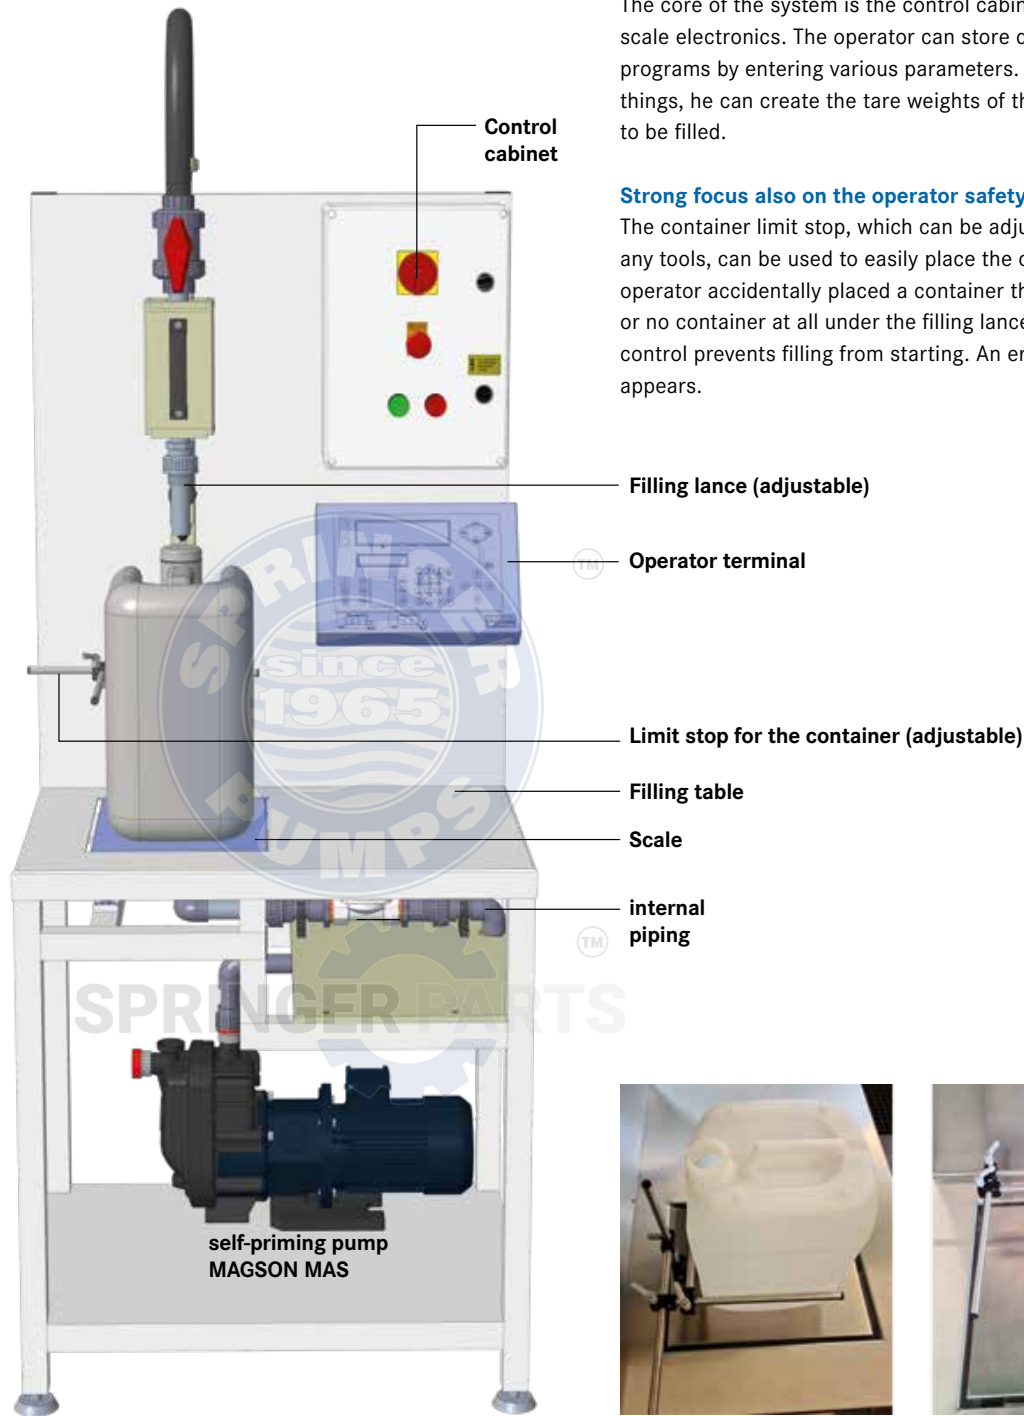 The core of the system is the control
scale electronics. The operator can store
programs by entering various parameters.
things, he can create the tare weights of
to be filled.
Strong focus also on the operator safety
The container limit stop, which can be
any tools, can be used to easily place the
operator accidentally placed a container
or no container at all under the filling lance
control prevents filling from starting. An
appears.
Control
cabinet
Filling lance (adjustable)
Operator terminal
Limit stop for the container (adjustable)
Filling table
Scale
internal
piping
self-priming pump
MAGSON MAS
SPRINGER
since
1965
PUMPS
TM
TM
SPRINGER PARTS